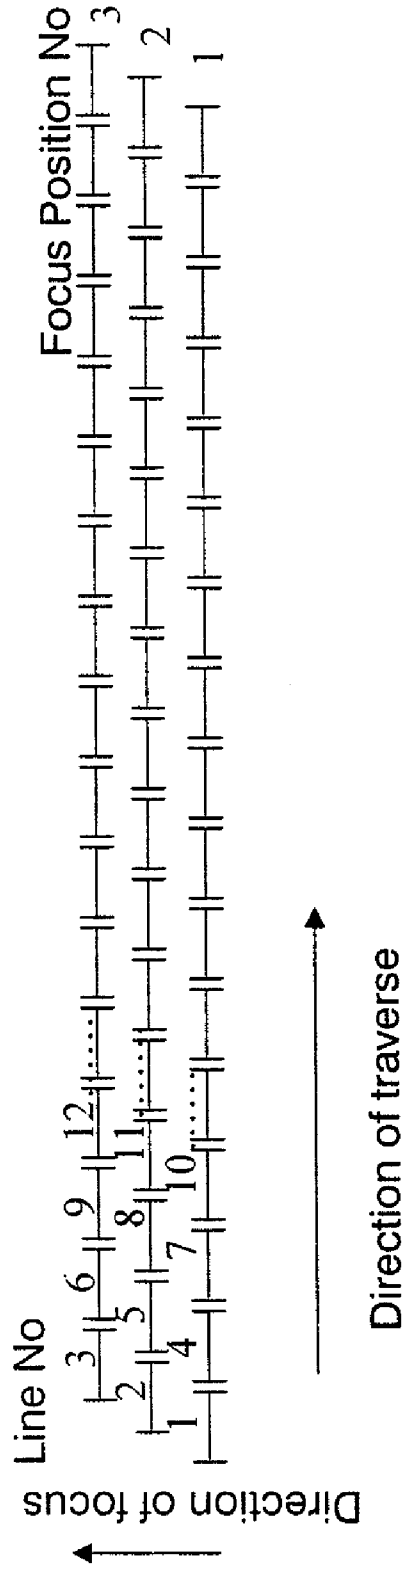 Line No
Focus Position No
3 6 9 12 ..... 3
2 5 8 11 ..... 2
1 4 7 10 ..... 1
Direction of focus
Direction of traverse